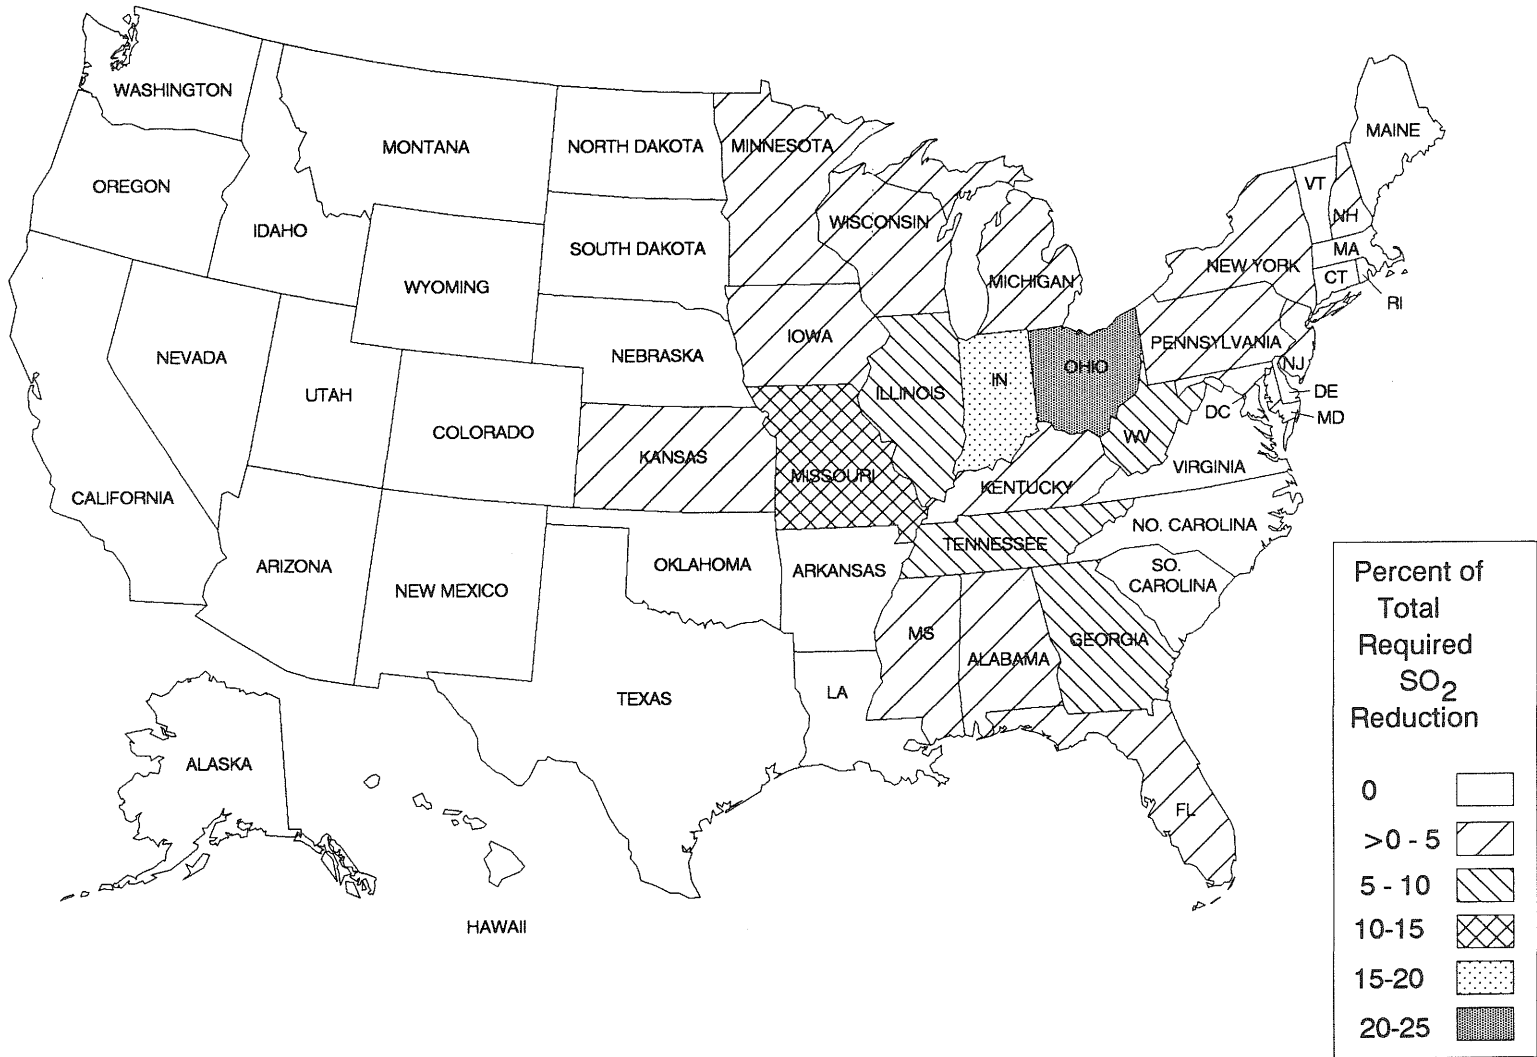 WASHINGTON
MONTANA
NORTH DAKOTA
MINNESOTA
MAINE
OREGON
IDAHO
VT
NH
WISCONSIN
SOUTH DAKOTA
MA
NEW YORK
CT
RI
WYOMING
MICHIGAN
IOWA
PENNSYLVANIA
NEVADA
NEBRASKA
NJ
OHIO
IN
UTAH
ILLINOIS
DE
DC
MD
COLORADO
WV
KANSAS
VIRGINIA
MISSOURI
KENTUCKY
CALIFORNIA
NO. CAROLINA
TENNESSEE
ARIZONA
OKLAHOMA
ARKANSAS
SO.
CAROLINA
NEW MEXICO
MS
GEORGIA
ALABAMA
LA
TEXAS
ALASKA
FL
HAWAII
Percent of
Total
Required
SO2
Reduction
0
>0 - 5
5 - 10
10-15
15-20
20-25